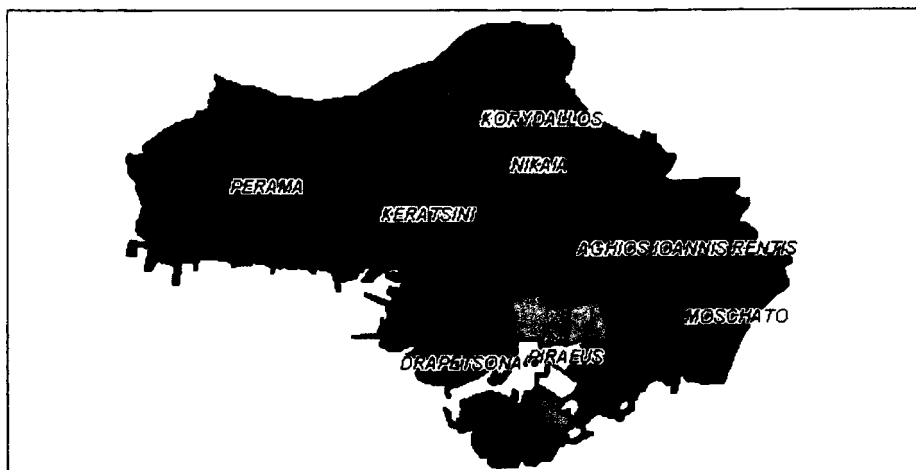 KORYDALLOS
NIKAIA
PERAMA
KERATSINI
AGHIOS IOANNIS RENTIS
MOSCHATO
DRAPETSONA
PIRAEUS